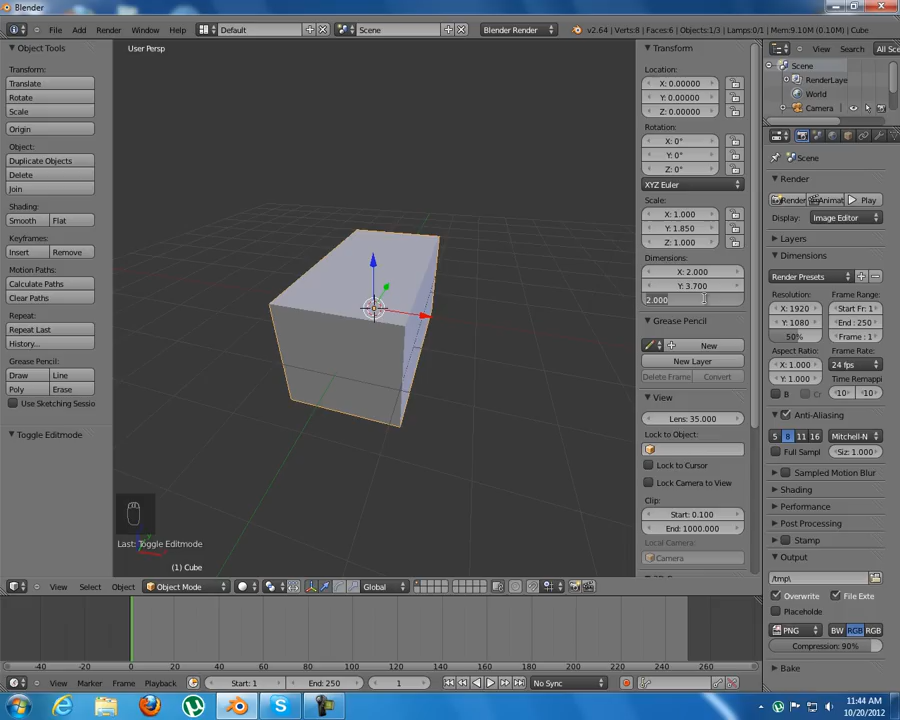 Blender
File Add Render Window Help Default Scene Blender Render v2.64 | Verts:8 | Faces:6 | Objects:1/3 | Lamps:0/1 | Mem:9.10M (0.10M) | Cube
Object Tools
Transform:
Translate
Rotate
Scale
Origin
Object:
Duplicate Objects
Delete
Join
Shading:
Smooth Flat
Keyframes:
Insert Remove
Motion Paths:
Calculate Paths
Clear Paths
Repeat:
Repeat Last
History...
Grease Pencil:
Draw Line
Poly Erase
Use Sketching Sessio
Toggle Editmode
User Persp
Last: Toggle Editmode
(1) Cube
Transform
Location:
X: 0.00000
Y: 0.00000
Z: 0.00000
Rotation:
X: 0°
Y: 0°
Z: 0°
XYZ Euler
Scale:
X: 1.000
Y: 1.850
Z: 1.000
Dimensions:
X: 2.000
Y: 3.700
2.000
Grease Pencil
New
New Layer
Delete Frame Convert
View
Lens: 35.000
Lock to Object:
Lock to Cursor
Lock Camera to View
Clip:
Start: 0.100
End: 1000.000
Local Camera:
Camera
View Search All Sce
Scene
RenderLaye
World
Camera
Scene
Render
Render Animat Play
Display: Image Editor
Layers
Dimensions
Render Presets
Resolution: Frame Range:
X: 1920 Start Fr: 1
Y: 1080 End: 250
50% Frame: 1
Aspect Ratio: Frame Rate:
X: 1.000 24 fps
Y: 1.000 Time Remappi
B Cr 10 10
Anti-Aliasing
5 8 11 16 Mitchell-N
Full Sampl Siz: 1.000
Sampled Motion Blur
Shading
Performance
Post Processing
Stamp
Output
/tmp\
Overwrite File Exte
Placeholde
PNG BW RGB RGB
Compression: 90%
Bake
View Select Object Object Mode Global
-40 -20 0 20 40 60 80 100 120 140 160 180 200 220 240 260
View Marker Frame Playback Start: 1 End: 250 1 No Sync
11:44 AM
10/20/2012